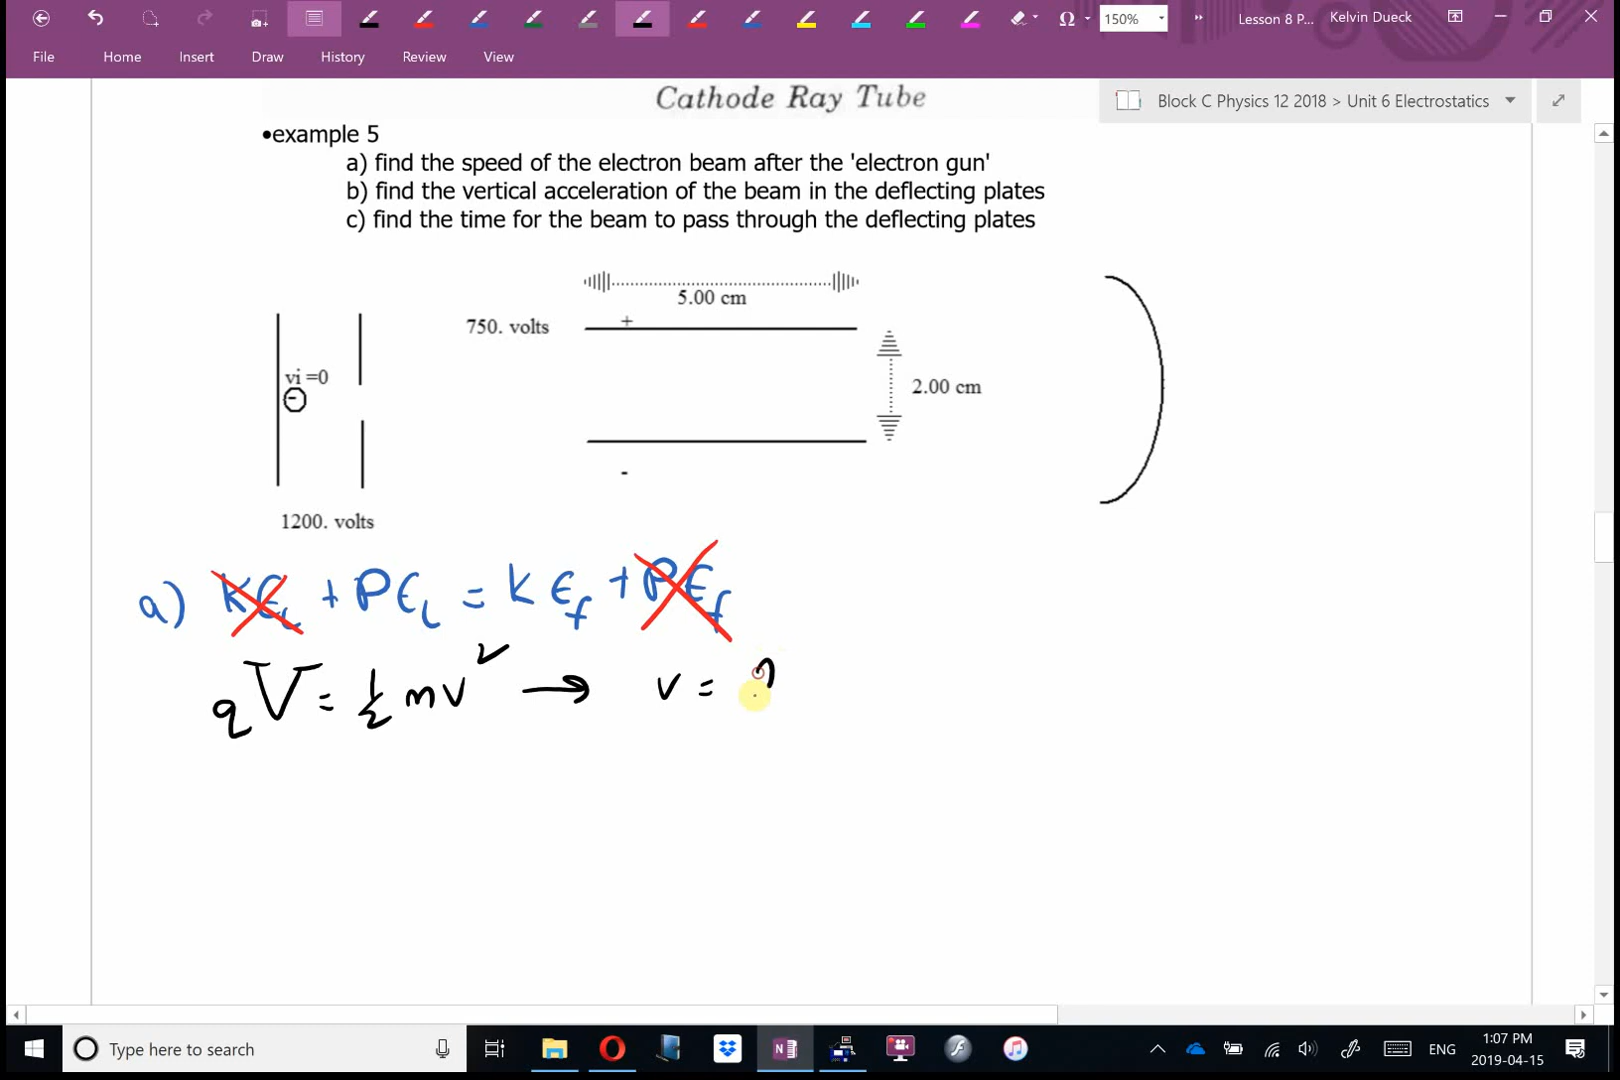 150%
Lesson 8 P...
Kelvin Dueck
File Home Insert Draw History Review View
Cathode Ray Tube
Block C Physics 12 2018 > Unit 6 Electrostatics
•example 5
a) find the speed of the electron beam after the 'electron gun'
b) find the vertical acceleration of the beam in the deflecting plates
c) find the time for the beam to pass through the deflecting plates
5.00 cm
750. volts
+
vi =0
-
2.00 cm
-
1200. volts
a) KEi + PEi = KEf + PEf
qV = 1/2 mv² → v =
Type here to search
ENG
1:07 PM
2019-04-15